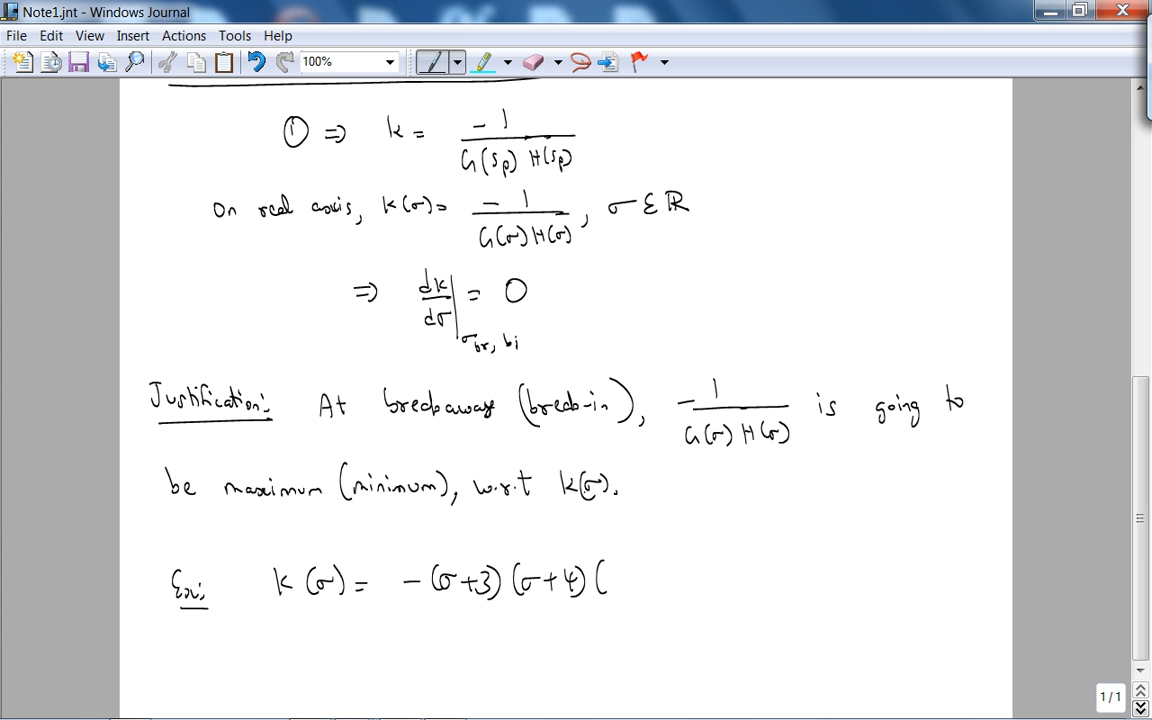 Note1.jnt - Windows Journal
File Edit View Insert Actions Tools Help
100%
① ⇒ k = -1 / G(sp) H(sp)
On real axis, k(σ) = -1 / G(σ)H(σ), σ ∈ ℝ
⇒ dk/dσ |σbr, bi = 0
Justification: At breakaway (break-in), -1 / G(σ) H(σ) is going to
be maximum (minimum), w.r.t k(σ).
Ex: k(σ) = -(σ+3)(σ+4)(
1/1